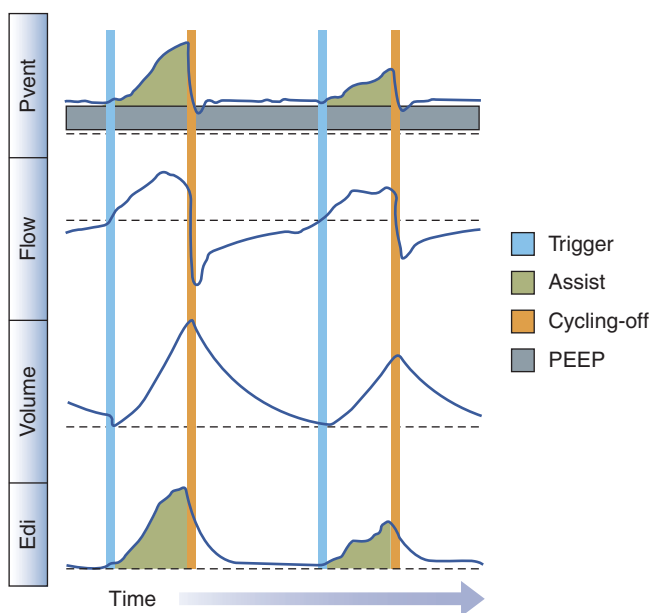 Pvent
Flow
Volume
Edi
Trigger
Assist
Cycling-off
PEEP
Time